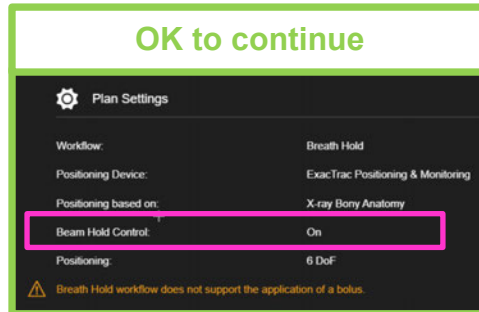 OK to continue
Plan Settings
Workflow: Breath Hold
Positioning Device: ExacTrac Positioning & Monitoring
Positioning based on: X-ray Bony Anatomy
Beam Hold Control: On
Positioning: 6 DoF
Breath Hold workflow does not support the application of a bolus.